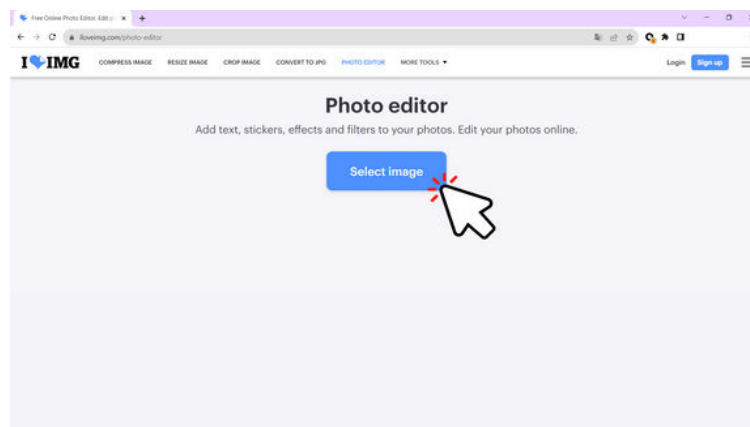 Free Online Photo Editor. Edit p
iloveimg.com/photo-editor
I IMG COMPRESS IMAGE RESIZE IMAGE CROP IMAGE CONVERT TO JPG PHOTO EDITOR MORE TOOLS Login Sign up
Photo editor
Add text, stickers, effects and filters to your photos. Edit your photos online.
Select image